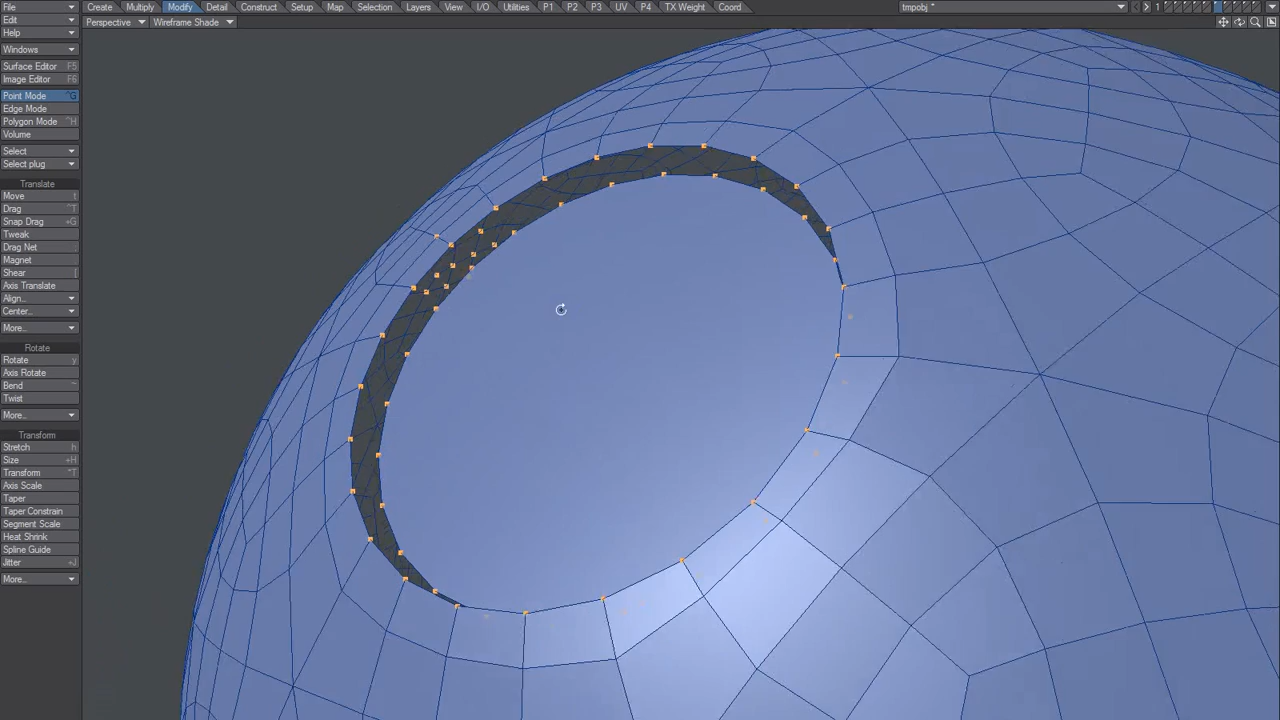 File Create Multiply Modify Detail Construct Setup Map Selection Layers View I/O Utilities P1 P2 P3 UV P4 TX Weight Coord tmpobj * 1
Edit Perspective Wireframe Shade
Help
Windows
Surface Editor F5
Image Editor F6
Point Mode ^G
Edge Mode
Polygon Mode ^H
Volume
Select
Select plug
Translate
Move t
Drag ^T
Snap Drag +G
Tweak
Drag Net ;
Magnet :
Shear [
Axis Translate
Align...
Center...
More...
Rotate
Rotate y
Axis Rotate
Bend ~
Twist
More...
Transform
Stretch h
Size +H
Transform ^T
Axis Scale
Taper
Taper Constrain
Segment Scale
Heat Shrink
Spline Guide
Jitter +J
More...